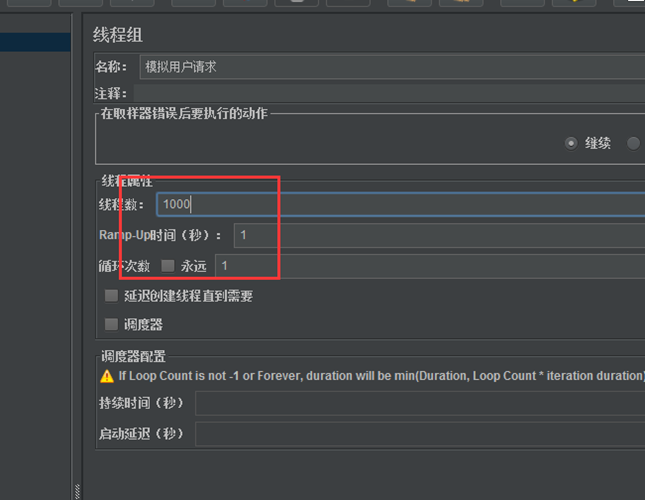 线程组
名称： 模拟用户请求
注释：
在取样器错误后要执行的动作
继续
线程属性
线程数： 1000
Ramp-Up时间（秒）： 1
循环次数 永远 1
延迟创建线程直到需要
调度器
调度器配置
If Loop Count is not -1 or Forever, duration will be min(Duration, Loop Count * iteration duration)
持续时间（秒）
启动延迟（秒）